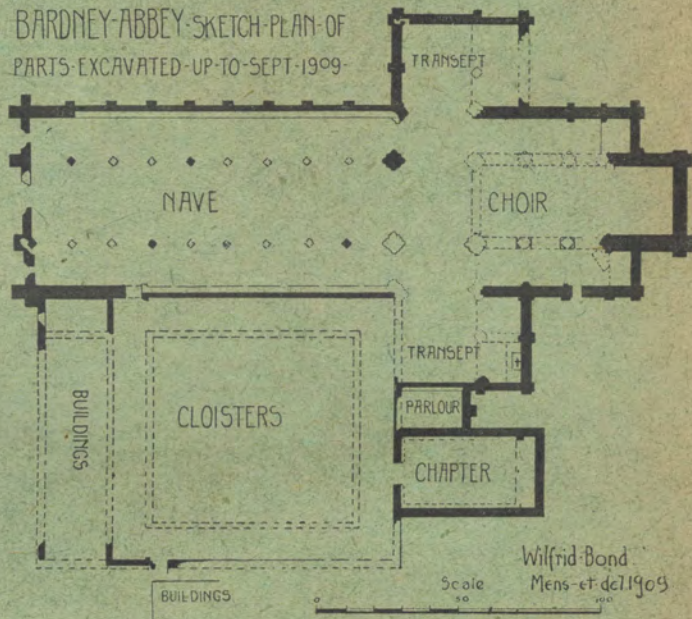 BARDNEY·ABBEY·SKETCH·PLAN·OF
PARTS·EXCAVATED·UP·TO·SEPT·1909·
TRANSEPT
NAVE
CHOIR
TRANSEPT
BUILDINGS
CLOISTERS
PARLOUR
CHAPTER
Wilfrid·Bond
Mens·et·del.1909
Scale
0 50 100
BUILDINGS